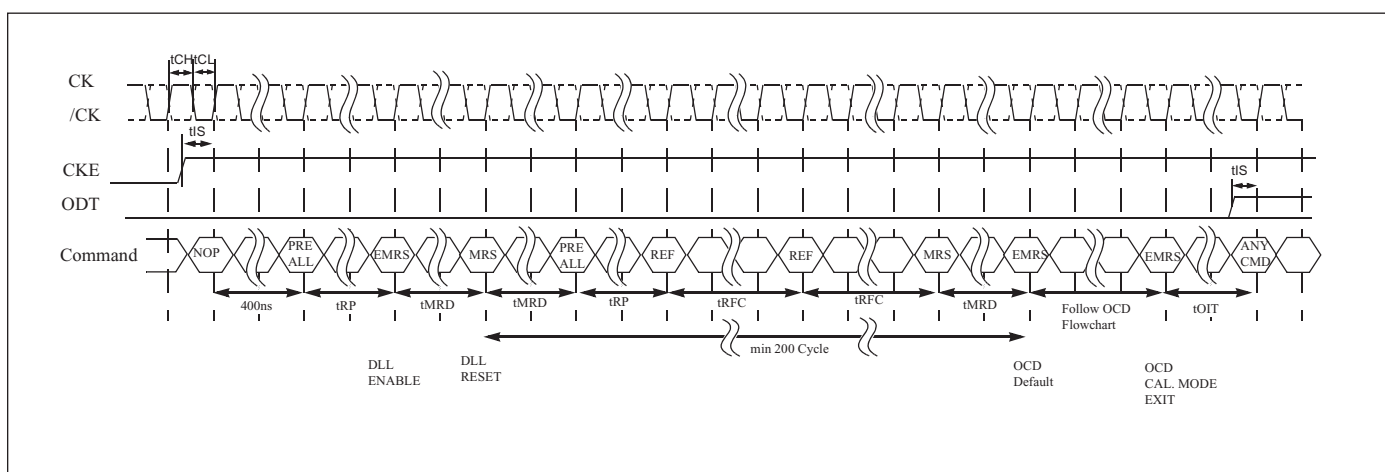 tCH tCL
CK
/CK
tIS
CKE
tIS
ODT
Command
NOP
PRE
ALL
EMRS
MRS
PRE
ALL
REF
REF
MRS
EMRS
EMRS
ANY
CMD
400ns
tRP
tMRD
tMRD
tRP
tRFC
tRFC
tMRD
Follow OCD
Flowchart
tOIT
min 200 Cycle
DLL
ENABLE
DLL
RESET
OCD
Default
OCD
CAL. MODE
EXIT